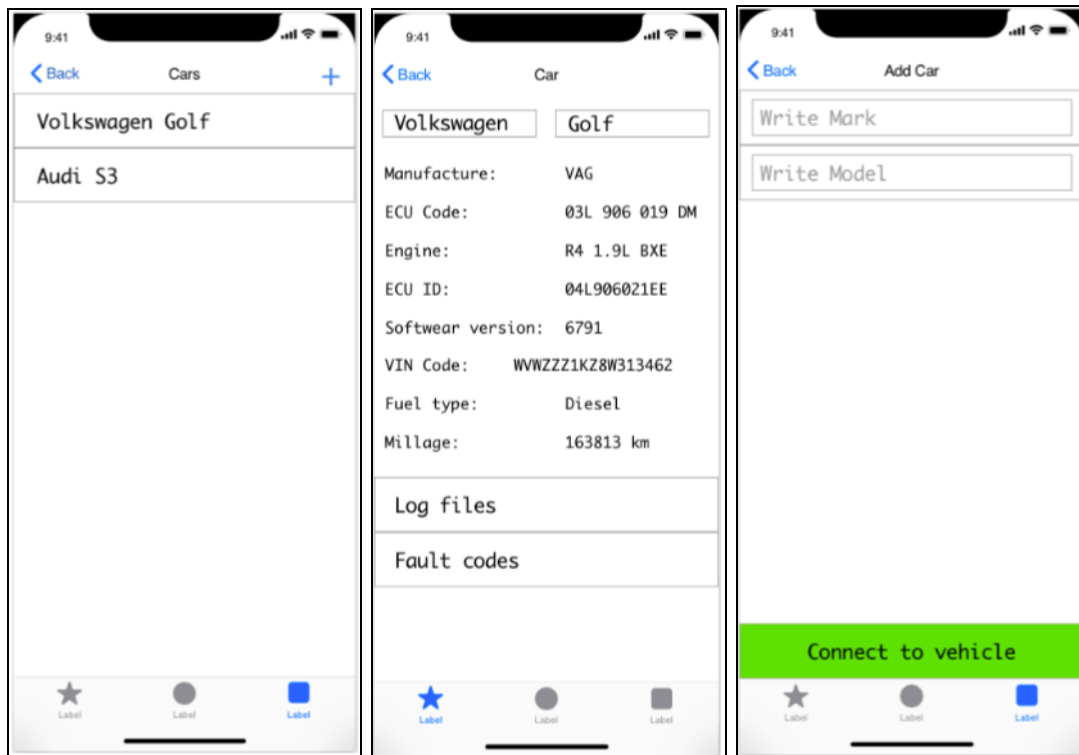 9:41
Back Cars +
Volkswagen Golf
Audi S3
Label Label Label
9:41
Back Car
Volkswagen Golf
Manufacture: VAG
ECU Code: 03L 906 019 DM
Engine: R4 1.9L BXE
ECU ID: 04L906021EE
Softwear version: 6791
VIN Code: WVWZZZ1KZ8W313462
Fuel type: Diesel
Millage: 163813 km
Log files
Fault codes
Label Label Label
9:41
Back Add Car
Write Mark
Write Model
Connect to vehicle
Label Label Label